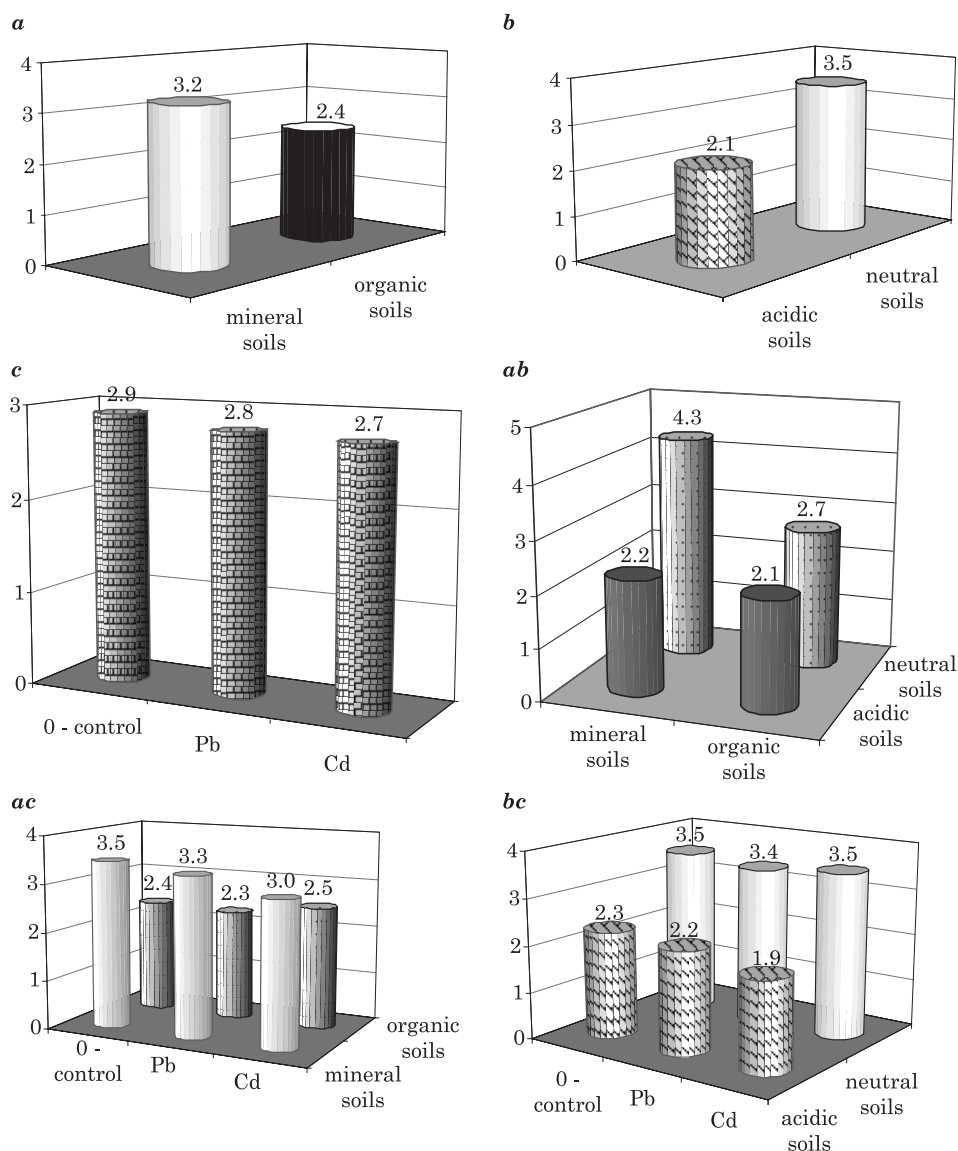 a
4
3
2
1
0
3.2
2.4
mineral
soils
organic
soils
b
4
3
2
1
0
2.1
3.5
acidic
soils
neutral
soils
c
3
2
1
0
2.9
2.8
2.7
0 - control
Pb
Cd
ab
5
4
3
2
1
0
4.3
2.7
2.2
2.1
mineral
soils
organic
soils
acidic
soils
neutral
soils
ac
4
3
2
1
0
3.5
2.4
3.3
2.3
3.0
2.5
0 -
control
Pb
Cd
mineral
soils
organic
soils
bc
4
3
2
1
0
3.5
3.4
3.5
2.3
2.2
1.9
0 -
control
Pb
Cd
acidic
soils
neutral
soils